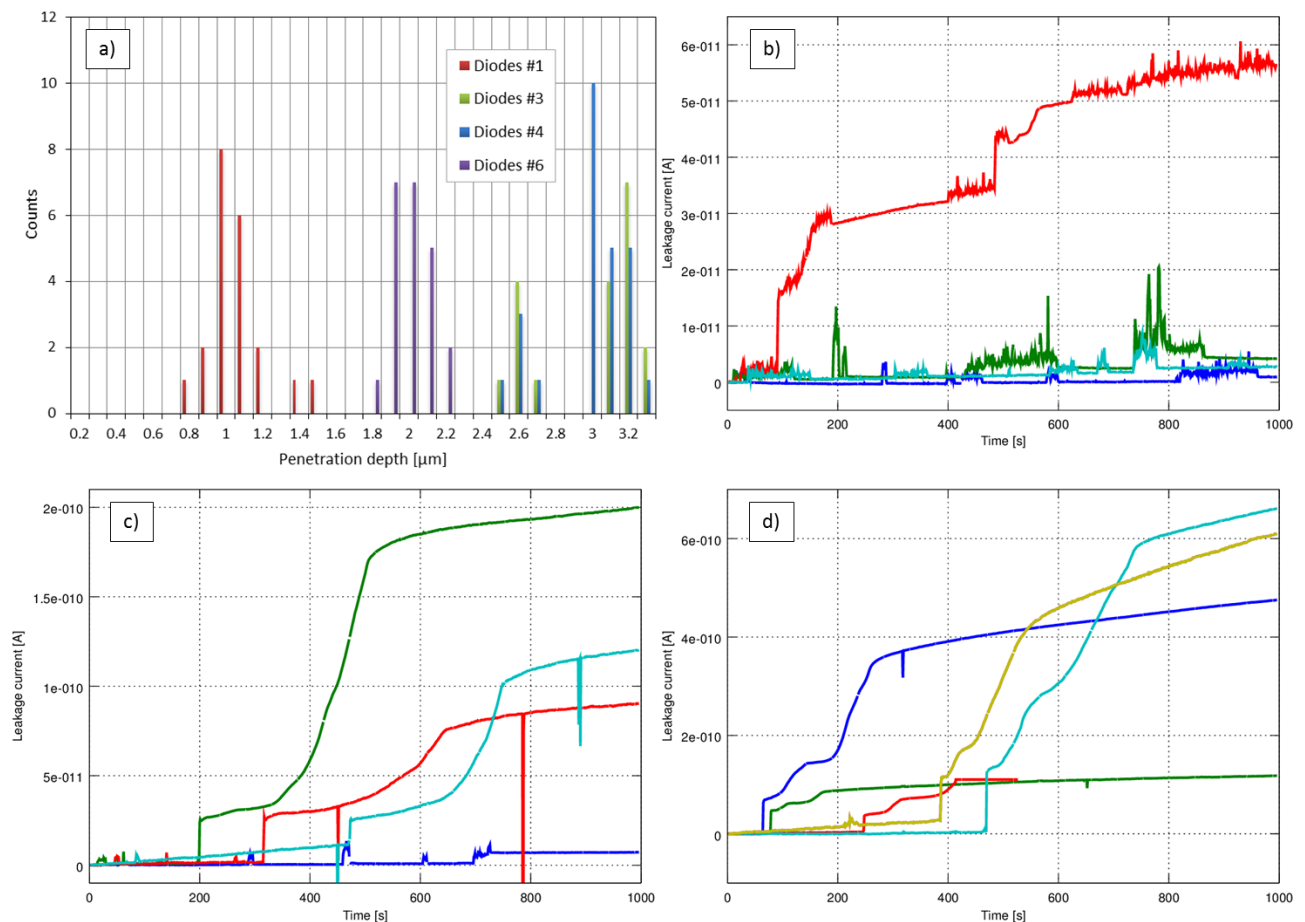 a)
12
10
8
6
4
2
0
Counts
Diodes #1
Diodes #3
Diodes #4
Diodes #6
0.2 0.4 0.6 0.8 1 1.2 1.4 1.6 1.8 2 2.2 2.4 2.6 2.8 3 3.2
Penetration depth [µm]
b)
6e-011
5e-011
4e-011
3e-011
2e-011
1e-011
0
Leakage current [A]
0 200 400 600 800 1000
Time [s]
c)
2e-010
1.5e-010
1e-010
5e-011
0
Leakage current [A]
0 200 400 600 800 1000
Time [s]
d)
6e-010
4e-010
2e-010
0
Leakage current [A]
0 200 400 600 800 1000
Time [s]